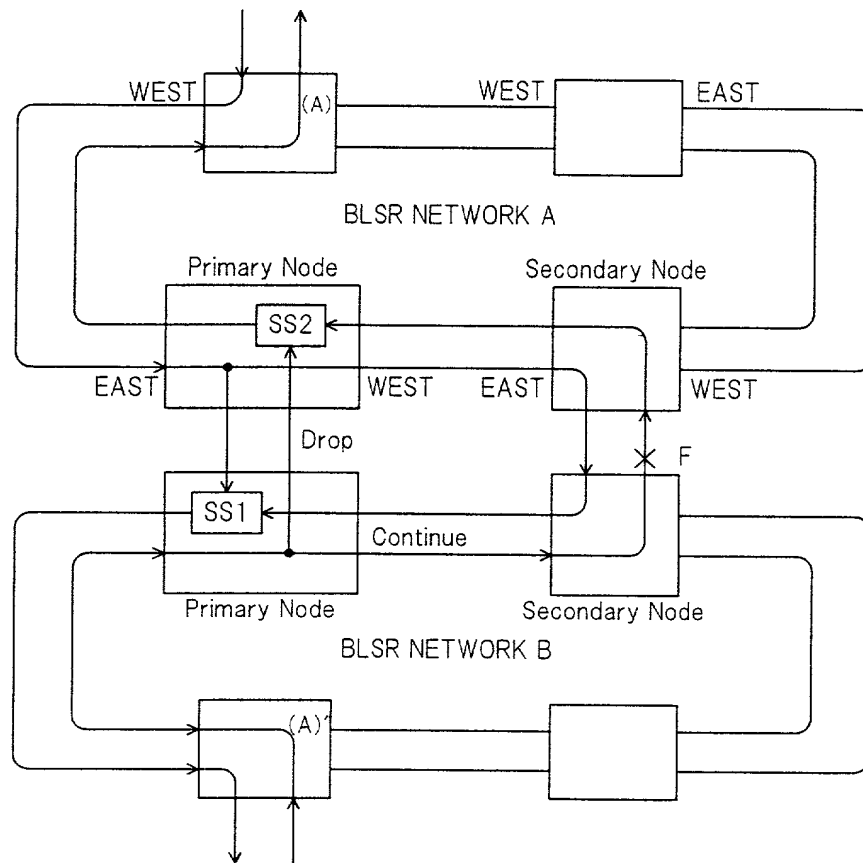 WEST
(A)
WEST
EAST
BLSR NETWORK A
Primary Node
Secondary Node
SS2
EAST
WEST
EAST
WEST
Drop
F
SS1
Continue
Primary Node
Secondary Node
BLSR NETWORK B
(A)'